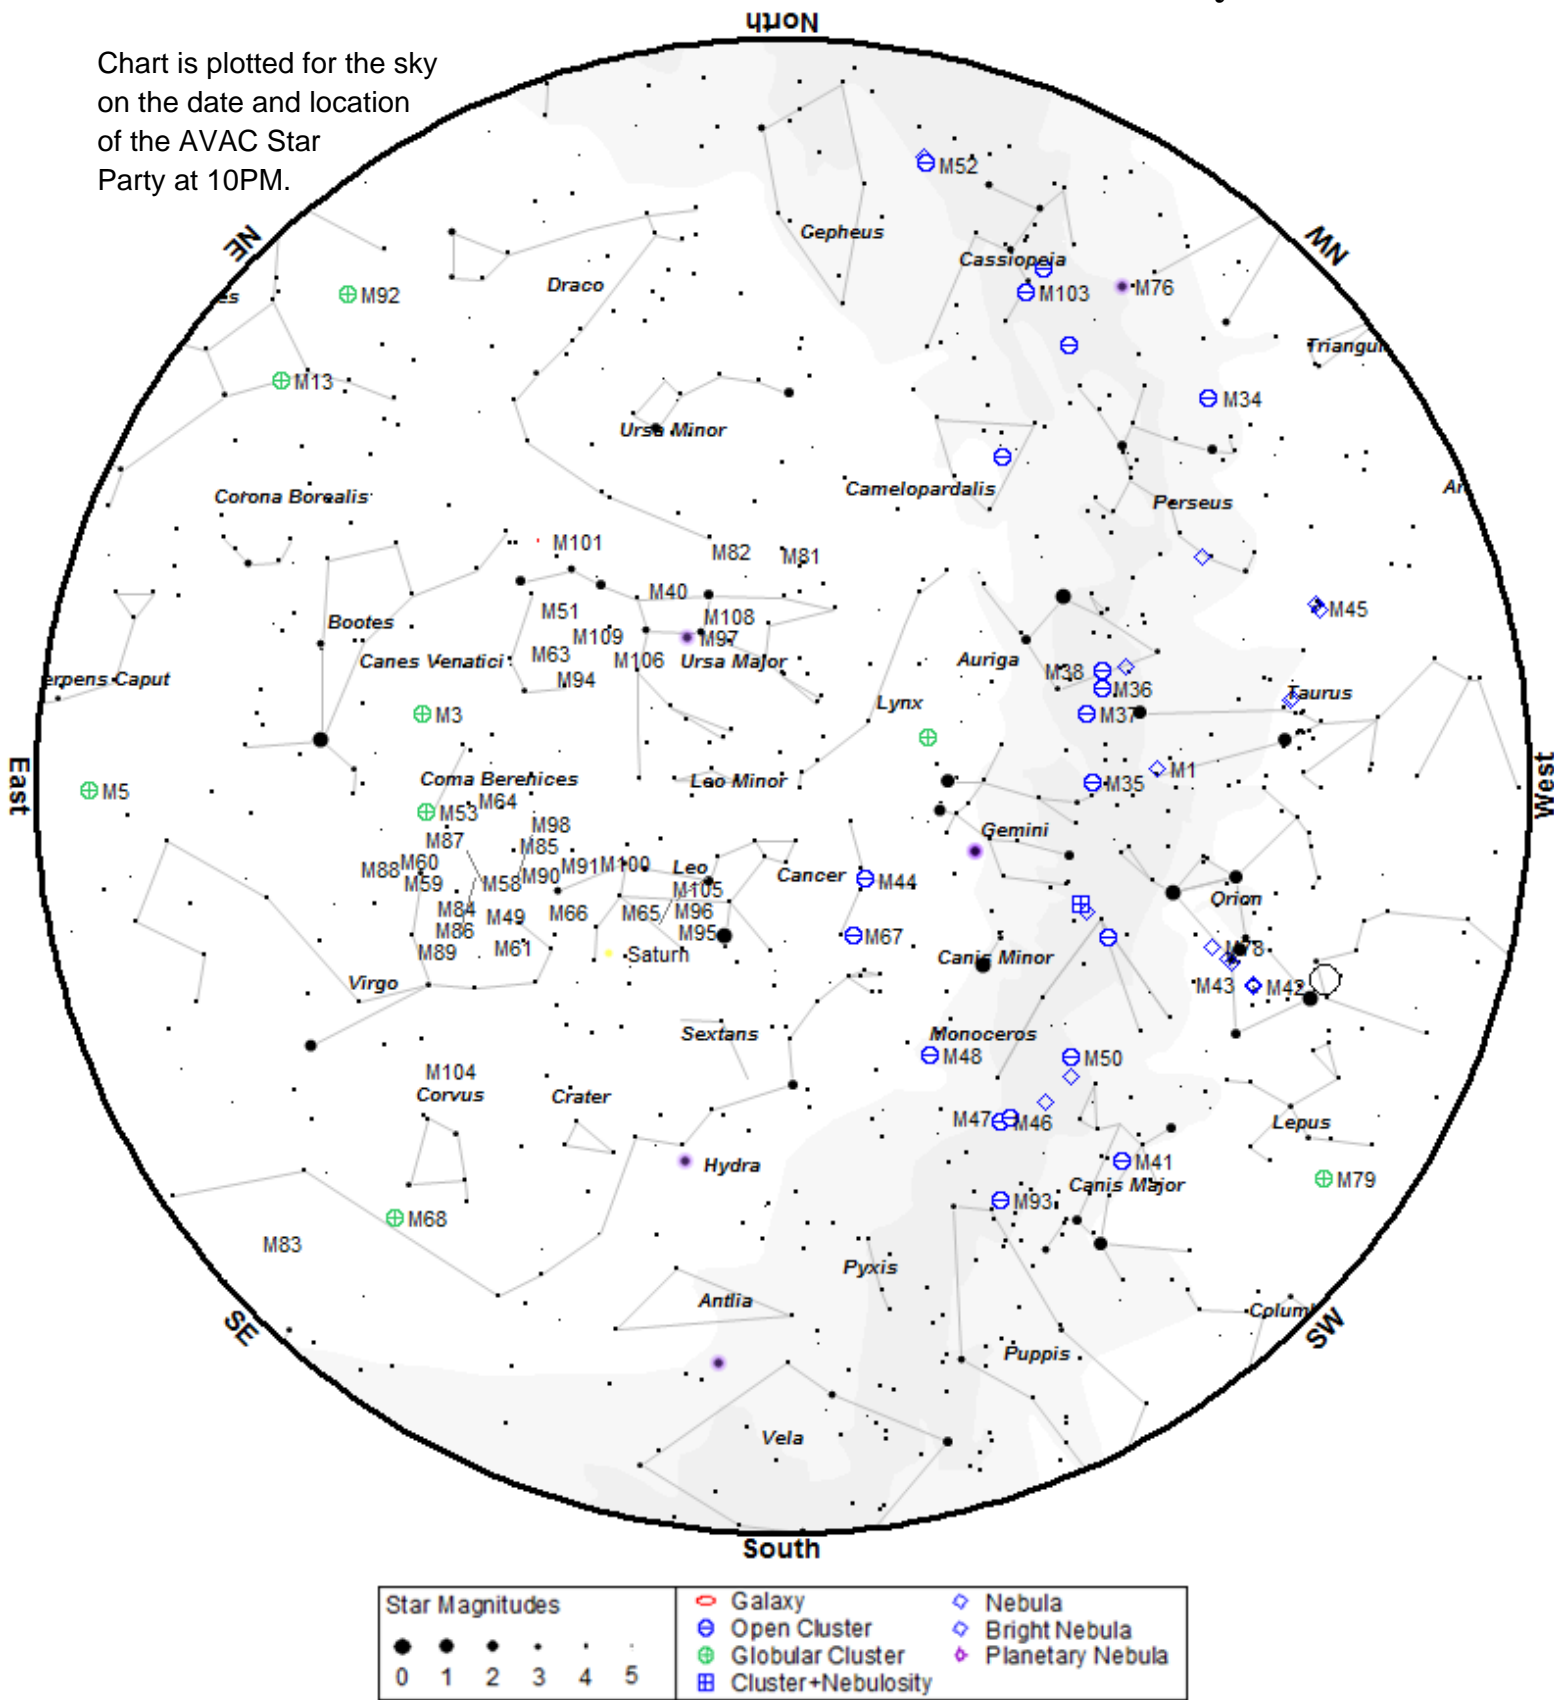 North
Chart is plotted for the sky
on the date and location
of the AVAC Star
Party at 10PM.
M52
Gepheus
NE
NW
Cassiopeia
Draco
es
M92
M103
M76
Triangul
M13
M34
Ursa Minor
Camelopardalis
Corona Borealis
Perseus
Ar
M101
M82
M81
M40
M51
M108
M45
Bootes
M109
M97
Canes Venatici
M63
M106
Ursa Major
Auriga
M38
erpens Caput
M94
M36
Taurus
Lynx
M3
M37
East
West
Coma Berenices
Leo Minor
M1
M5
M64
M35
M53
M98
Gemini
M87
M85
M88
M60
M91
M100
Leo
Cancer
M44
M59
M58
M90
M105
Orion
M84
M49
M66
M65
M96
M86
M95
M67
M89
M61
Saturn
Canis Minor
M78
Virgo
M43
M42
Sextans
Monoceros
M48
M50
M104
Corvus
Crater
M47
M46
Lepus
Hydra
M41
M79
Canis Major
M68
M93
M83
Pyxis
Antlia
Colum
SE
SW
Puppis
Vela
South
Star Magnitudes
0 1 2 3 4 5
Galaxy
Open Cluster
Globular Cluster
Cluster+Nebulosity
Nebula
Bright Nebula
Planetary Nebula